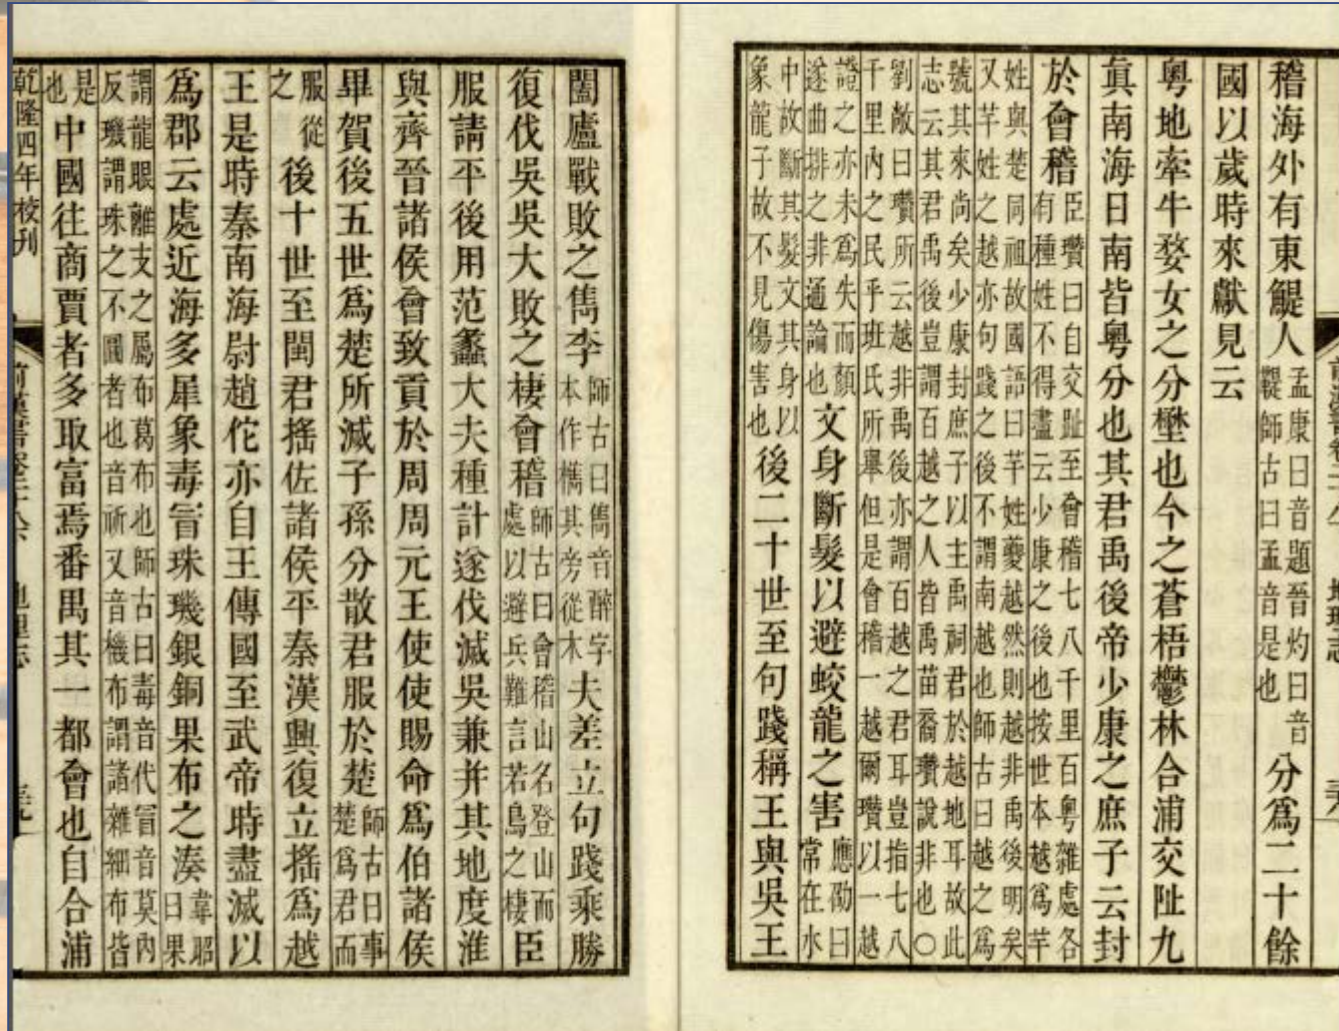 稽海外有東鯷人孟康曰音題晉灼曰音鞮師古曰孟音是也分爲二十餘
國以歲時來獻見云
粤地牽牛婺女之分壄也今之蒼梧鬱林合浦交阯九
眞南海日南皆粤分也其君禹後帝少康之庶子云封
於會稽臣瓚曰自交趾至會稽七八千里百粤雜處各有種姓不得盡云少康之後也按世本越爲芊
姓與楚同祖故國語曰芊姓夔越然則越非禹後明矣又芊姓之越亦句踐之後不謂南越也師古曰越之爲
號其來尚矣少康封庶子以主禹祠君於越地耳故此志云其君禹後豈謂百越之人皆禹苗裔瓚說非也○
劉敞曰瓚所云越非禹後亦謂百越之君耳豈指七八千里內之民乎班氏所舉但是會稽一越爾瓚以一越
證之亦未爲失而顏遂曲排之非通論也文身斷髮以避蛟龍之害應劭曰常在水
中故斷其髮文其身以象龍子故不見傷害也後二十世至句踐稱王與吳王
闔廬戰敗之雋李師古曰雋音醉字本作檇其旁從木夫差立句踐乘勝
復伐吳吳大敗之棲會稽師古曰會稽山名登山而處以避兵難言若鳥之棲臣
服請平後用范蠡大夫種計遂伐滅吳兼并其地度淮
與齊晉諸侯會致貢於周周元王使使賜命爲伯諸侯
畢賀後五世爲楚所滅子孫分散君服於楚師古曰事楚爲君而
服從之後十世至閩君搖佐諸侯平秦漢興復立搖爲越
王是時秦南海尉趙佗亦自王傳國至武帝時盡滅以
爲郡云處近海多犀象毒冒珠璣銀銅果布之湊韋昭曰果
謂龍眼離支之屬布葛布也師古曰毒音代冒音莫內反璣謂珠之不圓者也音祈又音機布謂諸雜細布皆
是也中國往商賈者多取富焉番禺其一都會也自合浦
乾隆四年校刊
地理志